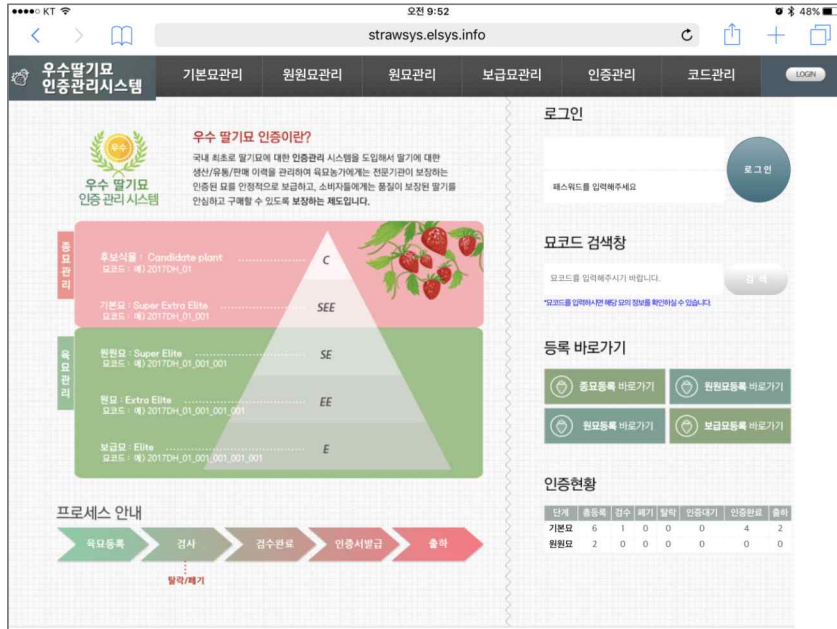 KT 오전 9:52 48%
strawsys.elsys.info
우수딸기묘
인증관리시스템
기본묘관리 원원묘관리 원묘관리 보급묘관리 인증관리 코드관리 LOGIN
우수
우수 딸기묘
인증 관리 시스템
우수 딸기묘 인증이란?
국내 최초로 딸기묘에 대한 인증관리 시스템을 도입해서 딸기에 대한
생산/유통/판매 이력을 관리하여 육묘농가에게는 전문기관이 보장하는
인증된 묘를 안정적으로 보급하고, 소비자들에게는 품질이 보장된 딸기를
안심하고 구매할 수 있도록 보장하는 제도입니다.
종묘관리
후보식물 : Candidate plant C
묘코드 : 예) 2017DH_01
기본묘 : Super Extra Elite SEE
묘코드 : 예) 2017DH_01_001
육묘관리
원원묘 : Super Elite SE
묘코드 : 예) 2017DH_01_001_001
원묘 : Extra Elite EE
묘코드 : 예) 2017DH_01_001_001_001
보급묘 : Elite E
묘코드 : 예) 2017DH_01_001_001_001_001
프로세스 안내
육묘등록 검사 검수완료 인증서발급 출하
탈락/폐기
로그인
패스워드를 입력해주세요
로그인
묘코드 검색창
묘코드를 입력해주시기 바랍니다. 검 색
*묘코드를 입력하시면 해당 묘의 정보를 확인하실 수 있습니다.
등록 바로가기
종묘등록 바로가기 원원묘등록 바로가기
원묘등록 바로가기 보급묘등록 바로가기
인증현황
단계 총등록 검수 폐기 탈락 인증대기 인증완료 출하
기본묘 6 1 0 0 0 4 2
원원묘 2 0 0 0 0 0 0